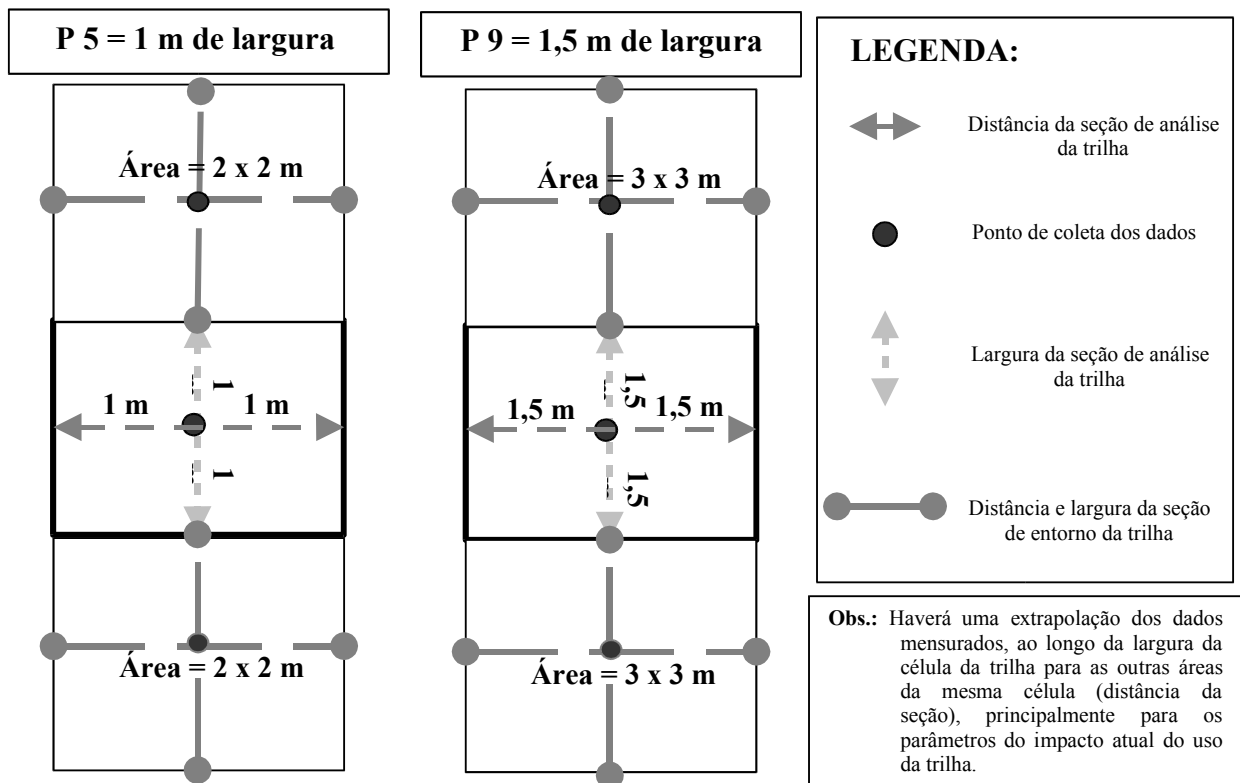 P 5 = 1 m de largura
Área = 2 x 2 m
1 m
1 m
1
1
Área = 2 x 2 m
P 9 = 1,5 m de largura
Área = 3 x 3 m
1,5 m
1,5 m
1,5
1,5
Área = 3 x 3 m
LEGENDA:
Distância da seção de análise
da trilha
Ponto de coleta dos dados
Largura da seção de análise
da trilha
Distância e largura da seção
de entorno da trilha
Obs.: Haverá uma extrapolação dos dados
mensurados, ao longo da largura da
célula da trilha para as outras áreas
da mesma célula (distância da
seção), principalmente para os
parâmetros do impacto atual do uso
da trilha.